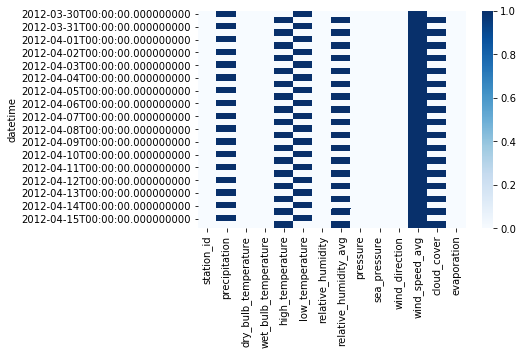 2012-03-30T00:00:00.000000000
2012-03-31T00:00:00.000000000
2012-04-01T00:00:00.000000000
2012-04-02T00:00:00.000000000
2012-04-03T00:00:00.000000000
2012-04-04T00:00:00.000000000
2012-04-05T00:00:00.000000000
2012-04-06T00:00:00.000000000
2012-04-07T00:00:00.000000000
2012-04-08T00:00:00.000000000
2012-04-09T00:00:00.000000000
2012-04-10T00:00:00.000000000
2012-04-11T00:00:00.000000000
2012-04-12T00:00:00.000000000
2012-04-13T00:00:00.000000000
2012-04-14T00:00:00.000000000
2012-04-15T00:00:00.000000000
datetime
station_id
precipitation
dry_bulb_temperature
wet_bulb_temperature
high_temperature
low_temperature
relative_humidity
relative_humidity_avg
pressure
sea_pressure
wind_direction
wind_speed_avg
cloud_cover
evaporation
1.0
0.8
0.6
0.4
0.2
0.0